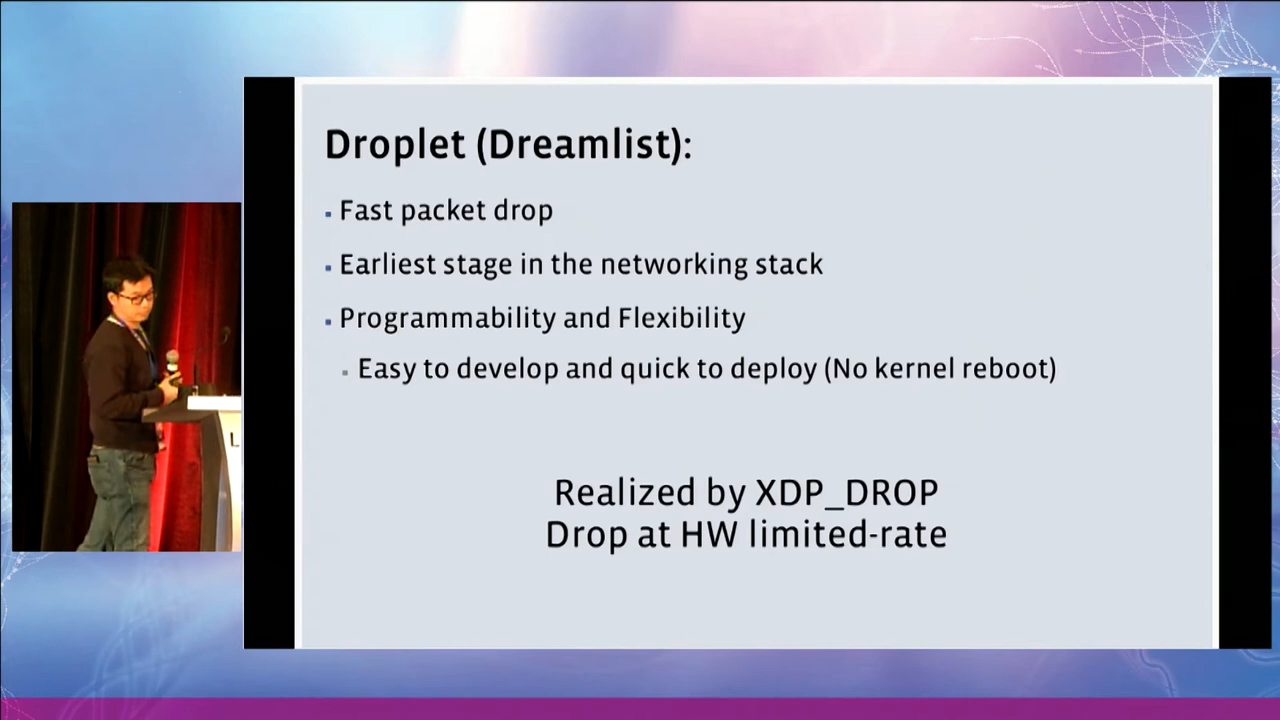 Droplet (Dreamlist):
Fast packet drop
Earliest stage in the networking stack
Programmability and Flexibility
Easy to develop and quick to deploy (No kernel reboot)
Realized by XDP_DROP
Drop at HW limited-rate
L